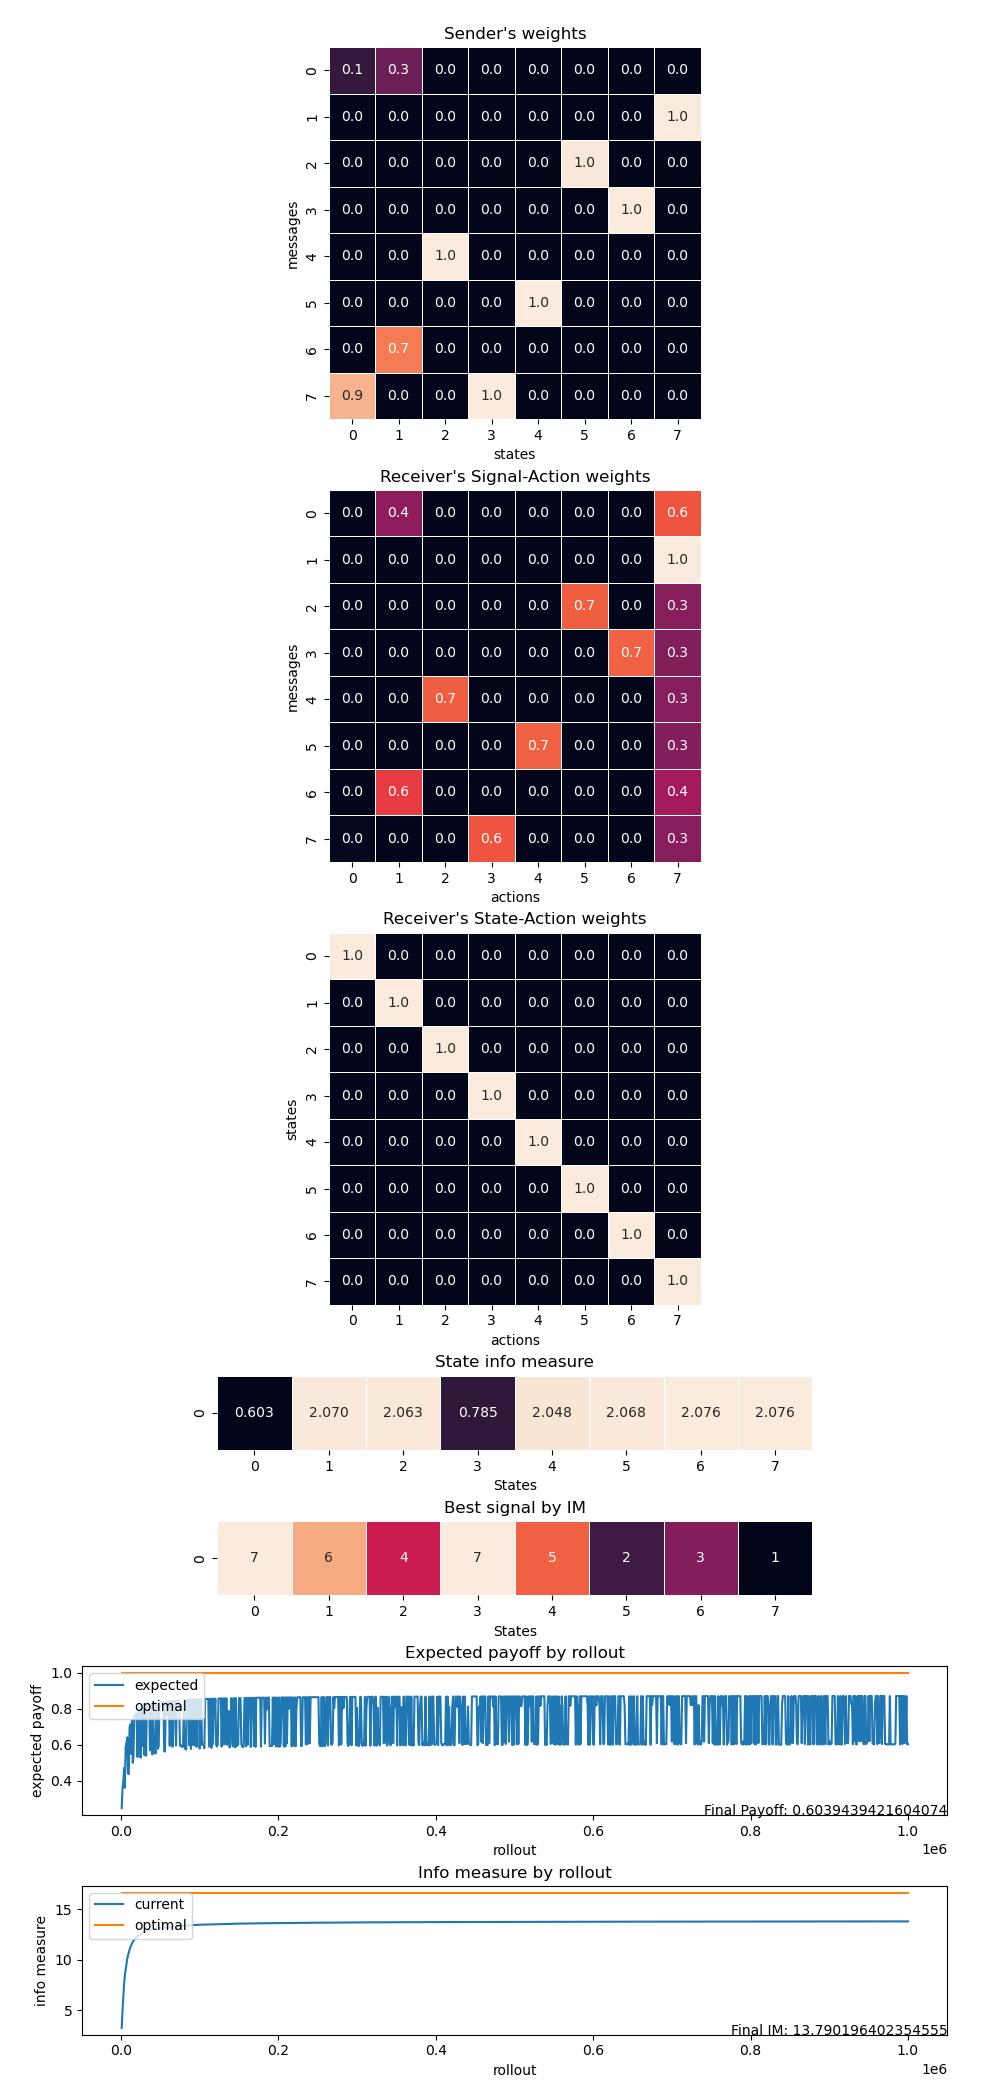 Sender's weights
0 0.1 0.3 0.0 0.0 0.0 0.0 0.0 0.0
1 0.0 0.0 0.0 0.0 0.0 0.0 0.0 1.0
2 0.0 0.0 0.0 0.0 0.0 1.0 0.0 0.0
3 0.0 0.0 0.0 0.0 0.0 0.0 1.0 0.0
4 0.0 0.0 1.0 0.0 0.0 0.0 0.0 0.0
5 0.0 0.0 0.0 0.0 1.0 0.0 0.0 0.0
6 0.0 0.7 0.0 0.0 0.0 0.0 0.0 0.0
7 0.9 0.0 0.0 1.0 0.0 0.0 0.0 0.0
messages
0 1 2 3 4 5 6 7
states
Receiver's Signal-Action weights
0 0.0 0.4 0.0 0.0 0.0 0.0 0.0 0.6
1 0.0 0.0 0.0 0.0 0.0 0.0 0.0 1.0
2 0.0 0.0 0.0 0.0 0.0 0.7 0.0 0.3
3 0.0 0.0 0.0 0.0 0.0 0.0 0.7 0.3
4 0.0 0.0 0.7 0.0 0.0 0.0 0.0 0.3
5 0.0 0.0 0.0 0.0 0.7 0.0 0.0 0.3
6 0.0 0.6 0.0 0.0 0.0 0.0 0.0 0.4
7 0.0 0.0 0.0 0.6 0.0 0.0 0.0 0.3
messages
0 1 2 3 4 5 6 7
actions
Receiver's State-Action weights
0 1.0 0.0 0.0 0.0 0.0 0.0 0.0 0.0
1 0.0 1.0 0.0 0.0 0.0 0.0 0.0 0.0
2 0.0 0.0 1.0 0.0 0.0 0.0 0.0 0.0
3 0.0 0.0 0.0 1.0 0.0 0.0 0.0 0.0
4 0.0 0.0 0.0 0.0 1.0 0.0 0.0 0.0
5 0.0 0.0 0.0 0.0 0.0 1.0 0.0 0.0
6 0.0 0.0 0.0 0.0 0.0 0.0 1.0 0.0
7 0.0 0.0 0.0 0.0 0.0 0.0 0.0 1.0
states
0 1 2 3 4 5 6 7
actions
State info measure
0 0.603 2.070 2.063 0.785 2.048 2.068 2.076 2.076
0 1 2 3 4 5 6 7
States
Best signal by IM
0 7 6 4 7 5 2 3 1
0 1 2 3 4 5 6 7
States
Expected payoff by rollout
1.0
0.8
0.6
0.4
expected payoff
expected
optimal
Final Payoff: 0.6039439421604074
0.0 0.2 0.4 0.6 0.8 1.0
1e6
rollout
Info measure by rollout
15
10
5
info measure
current
optimal
Final IM: 13.790196402354555
0.0 0.2 0.4 0.6 0.8 1.0
1e6
rollout